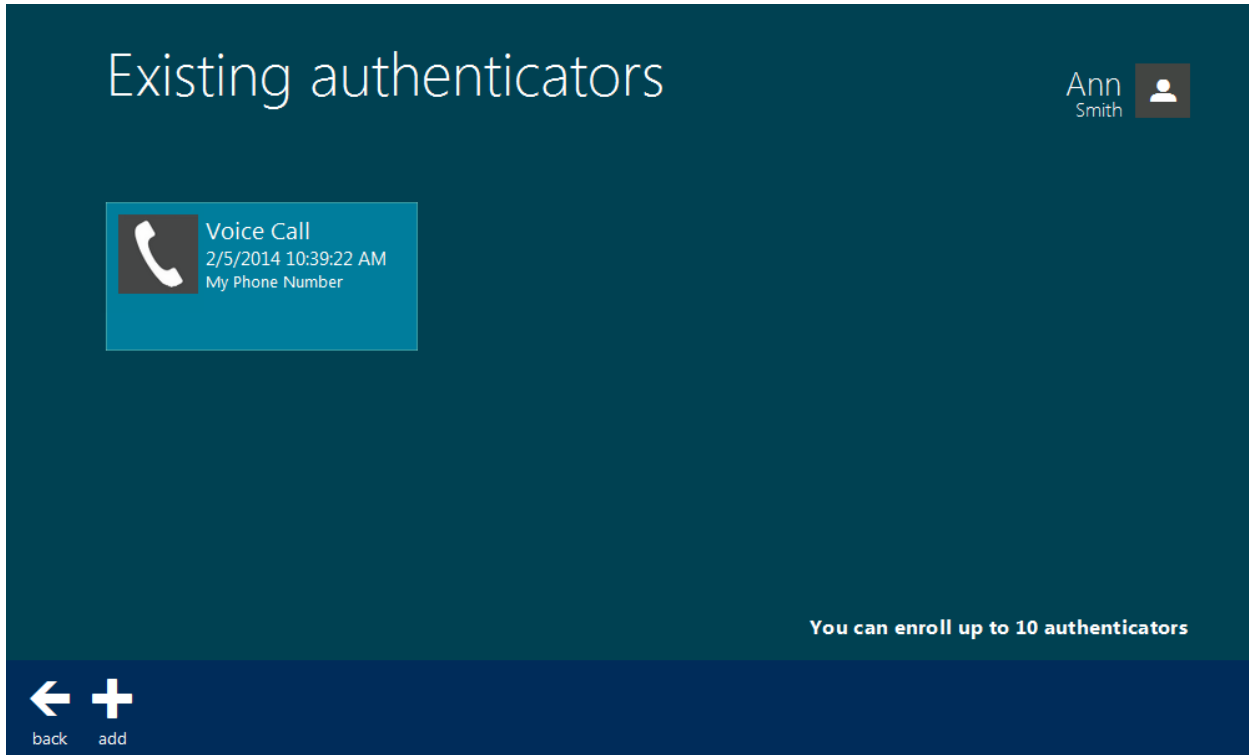 Existing authenticators
Ann
Smith
Voice Call
2/5/2014 10:39:22 AM
My Phone Number
You can enroll up to 10 authenticators
back add